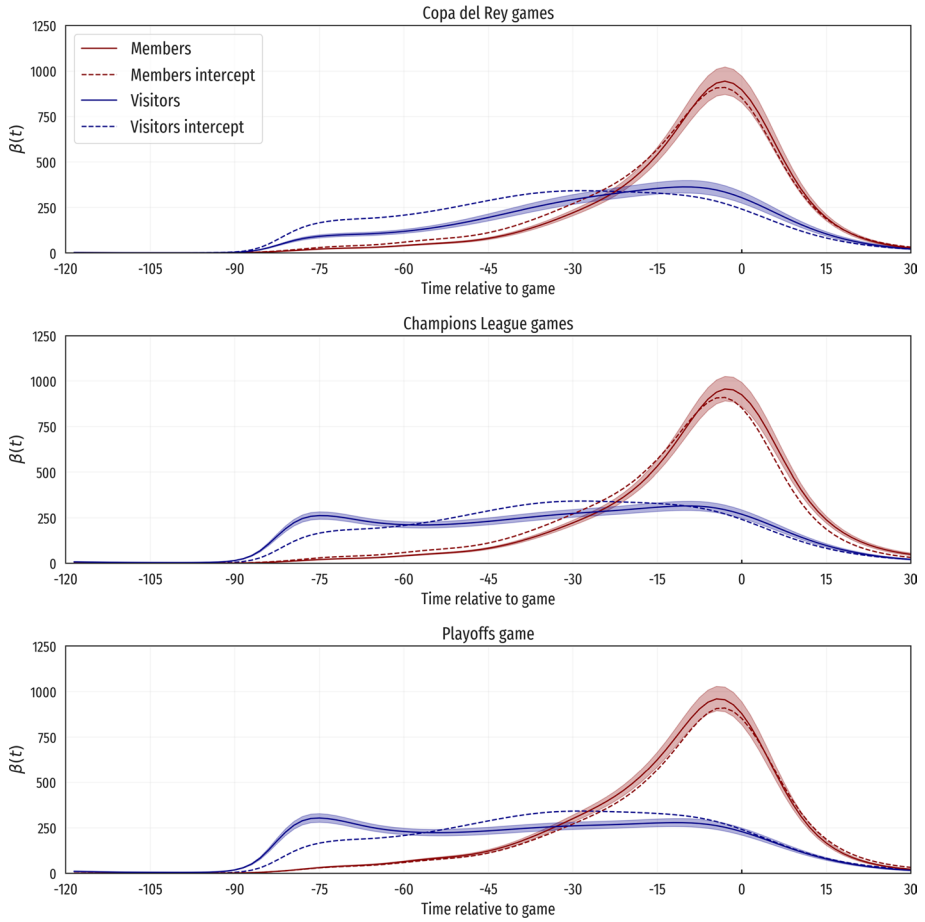 Copa del Rey games
1250
1000
750
500
250
0
β(t)
Members
Members intercept
Visitors
Visitors intercept
-120 -105 -90 -75 -60 -45 -30 -15 0 15 30
Time relative to game
Champions League games
1250
1000
750
500
250
0
β(t)
-120 -105 -90 -75 -60 -45 -30 -15 0 15 30
Time relative to game
Playoffs game
1250
1000
750
500
250
0
β(t)
-120 -105 -90 -75 -60 -45 -30 -15 0 15 30
Time relative to game